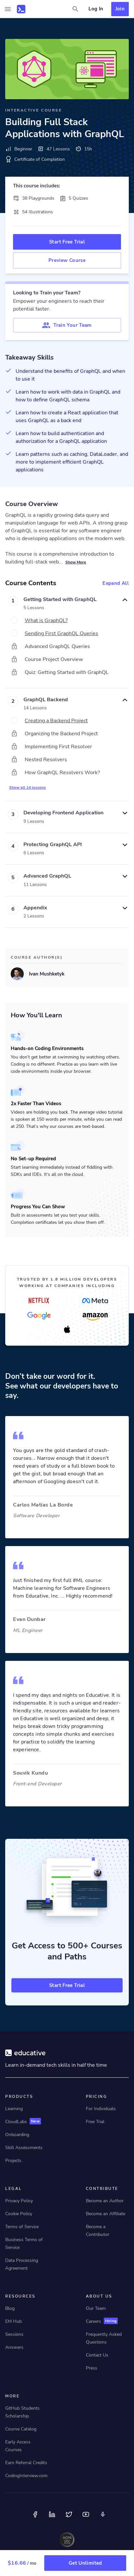 Log In
Join
INTERACTIVE COURSE
Building Full Stack
Applications with GraphQL
Beginner
47 Lessons
15h
Certificate of Completion
This course includes:
38 Playgrounds
5 Quizzes
54 Illustrations
Start Free Trial
Preview Course
Looking to Train your Team?
Empower your engineers to reach their
potential faster.
Train Your Team
Takeaway Skills
Understand the benefits of GraphQL and when
to use it
Learn how to work with data in GraphQL and
how to define GraphQL schema
Learn how to create a React application that
uses GraphQL as a back end
Learn how to build authentication and
authorization for a GraphQL application
Learn patterns such as caching, DataLoader, and
more to implement efficient GraphQL
applications
Course Overview
GraphQL is a rapidly growing data query and
manipulation language for APIs. A strong grasp
of GraphQL will open up opportunities for you
on the engineering job market and enable you to
build more efficient apps.
This course is a comprehensive introduction to
building full-stack web...
Show More
Course Contents
Expand All
1
Getting Started with GraphQL
5 Lessons
What is GraphQL?
Sending First GraphQL Queries
Advanced GraphQL Queries
Course Project Overview
Quiz: Getting Started with GraphQL
2
GraphQL Backend
14 Lessons
Creating a Backend Project
Organizing the Backend Project
Implementing First Resolver
Nested Resolvers
How GraphQL Resolvers Work?
Show all 14 lessons
3
Developing Frontend Application
9 Lessons
4
Protecting GraphQL API
6 Lessons
5
Advanced GraphQL
11 Lessons
6
Appendix
2 Lessons
COURSE AUTHOR(S)
Ivan Mushketyk
How You'll Learn
Hands-on Coding Environments
You don't get better at swimming by watching others.
Coding is no different. Practice as you learn with live
code environments inside your browser.
2x Faster Than Videos
Videos are holding you back. The average video tutorial
is spoken at 150 words per minute, while you can read
at 250. That's why our courses are text-based.
No Set-up Required
Start learning immediately instead of fiddling with
SDKs and IDEs. It's all on the cloud.
Progress You Can Show
Built in assessments let you test your skills.
Completion certificates let you show them off.
TRUSTED BY 1.8 MILLION DEVELOPERS
WORKING AT COMPANIES INCLUDING
NETFLIX
Meta
Google
amazon
Don't take our word for it.
See what our developers have to
say.
You guys are the gold standard of crash-
courses... Narrow enough that it doesn't
need years of study or a full blown book to
get the gist, but broad enough that an
afternoon of Googling doesn't cut it.
Carlos Matias La Borde
Software Developer
Just finished my first full #ML course:
Machine learning for Software Engineers
from Educative, Inc. ... Highly recommend!
Evan Dunbar
ML Engineer
I spend my days and nights on Educative. It is
indispensable. It is such a unique and reader-
friendly site. It has numerous free resources
for Developers is well organized and deep. It
helps break down every programming
concept into simple chunks and exercises
for practice to solidify the learning
experience.
Souvik Kundu
Front-end Developer
Get Access to 500+ Courses
and Paths
Start Free Trial
educative
Learn in-demand tech skills in half the time
PRODUCTS
Learning
CloudLabs
New
Onboarding
Skill Assessments
Projects
PRICING
For Individuals
Free Trial
LEGAL
Privacy Policy
Cookie Policy
Terms of Service
Business Terms of
Service
Data Processing
Agreement
CONTRIBUTE
Become an Author
Become an Affiliate
Become a
Contributor
RESOURCES
Blog
EM Hub
Sessions
Answers
ABOUT US
Our Team
Careers
Hiring
Frequently Asked
Questions
Contact Us
Press
MORE
GitHub Students
Scholarship
Course Catalog
Early Access
Courses
Earn Referral Credits
CodingInterview.com
$16.66 / mo
Get Unlimited